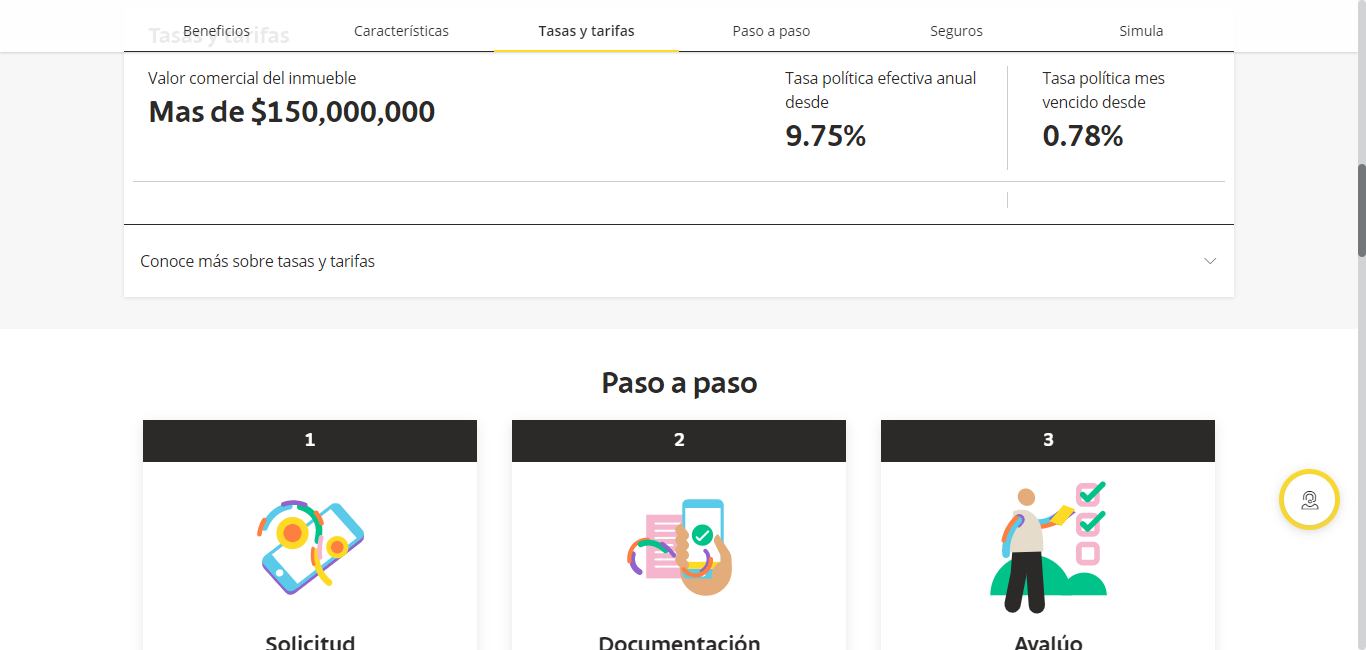 Tasas y tarifas
Beneficios
Características
Tasas y tarifas
Paso a paso
Seguros
Simula
Valor comercial del inmueble
Mas de $150,000,000
Tasa política efectiva anual
desde
9.75%
Tasa política mes
vencido desde
0.78%
Conoce más sobre tasas y tarifas
Paso a paso
1
2
3
Solicitud
Documentación
Avalúo